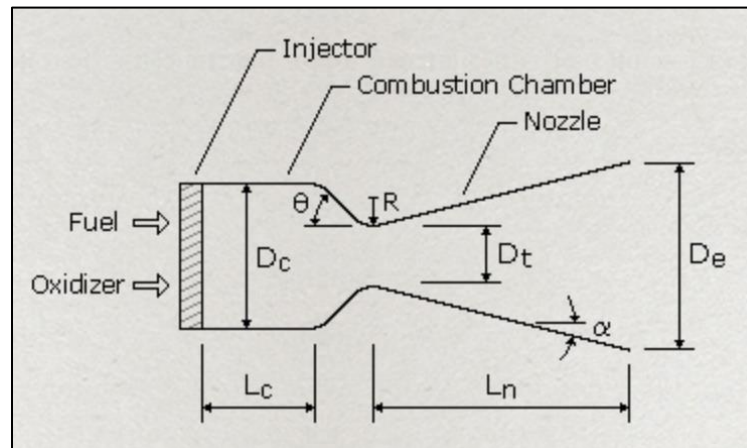 Injector
Combustion Chamber
Nozzle
θ
R
Fuel
Dc
Dt
De
Oxidizer
α
Lc
Ln